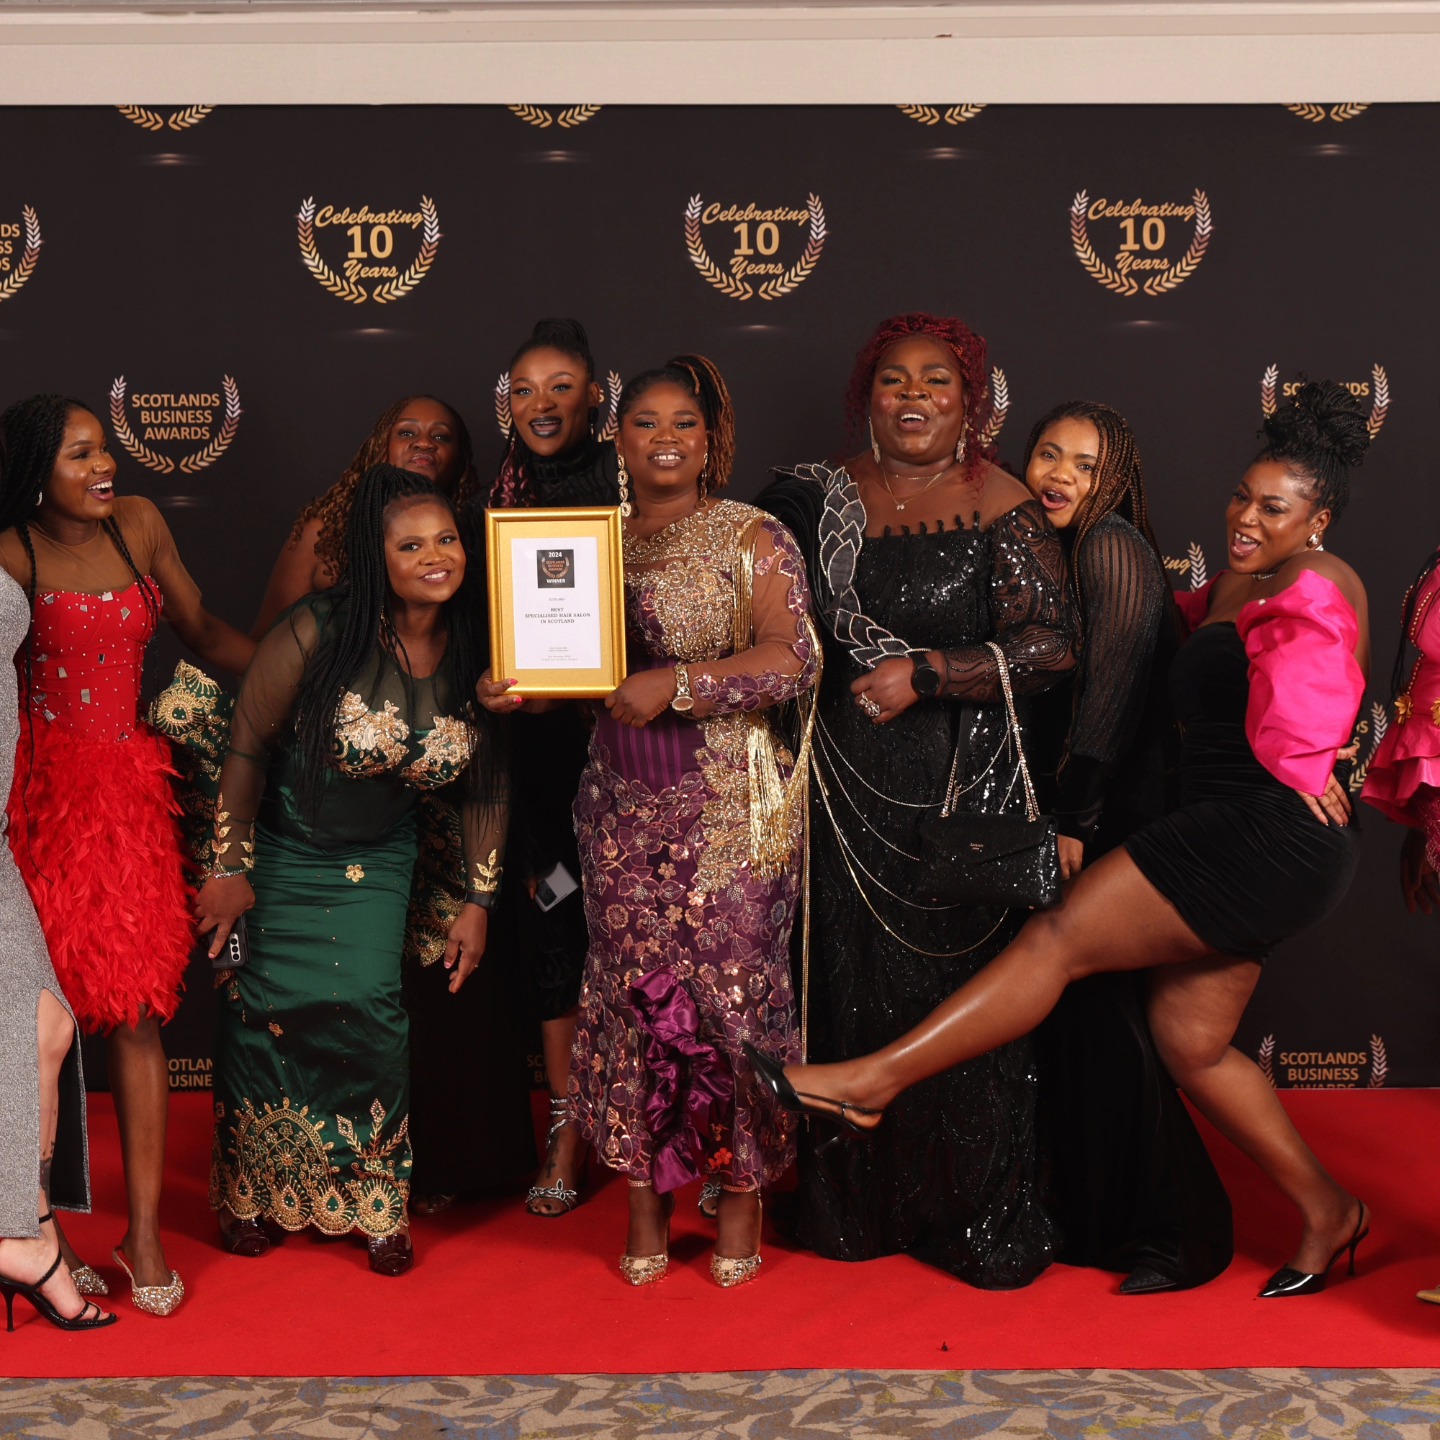 Celebrating
10
Years
Celebrating
10
Years
Celebrating
10
Years
SCOTLANDS
BUSINESS
AWARDS
2024
WINNER
BEST
SPECIALISED HAIR SALON
IN SCOTLAND
SCOTLANDS
BUSINESS
AWARDS